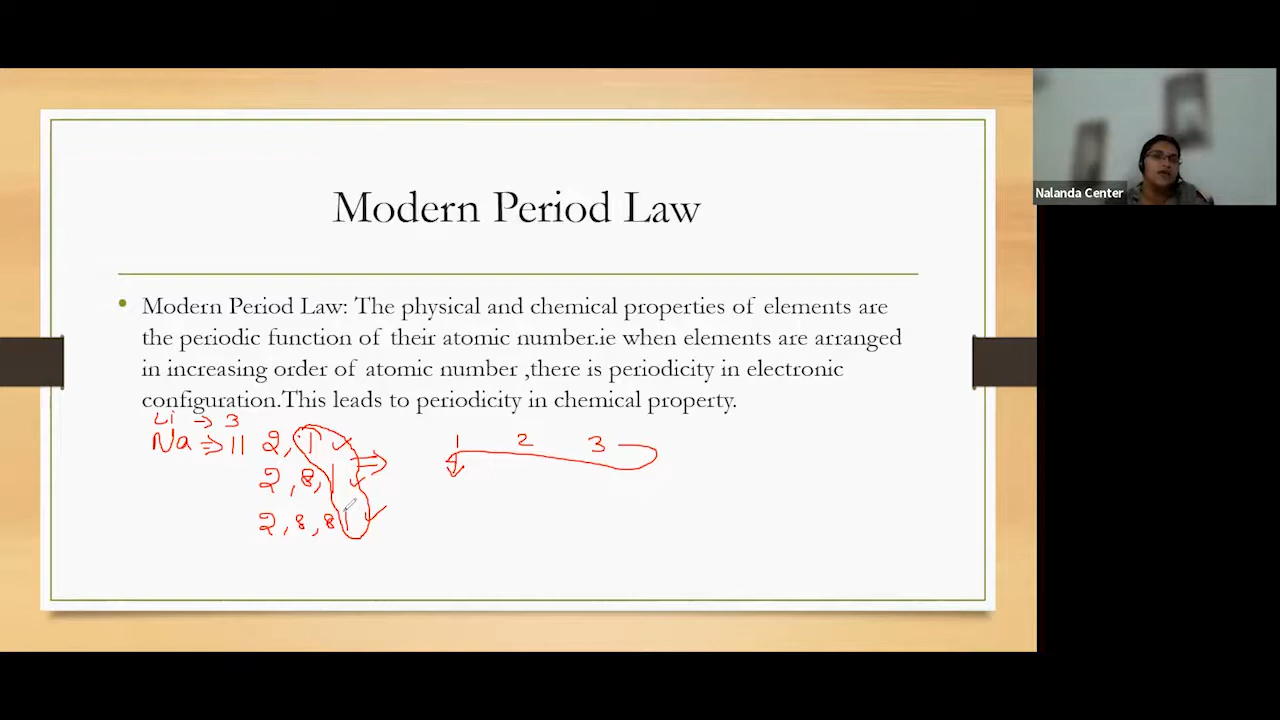 Modern Period Law
Nalanda Center
• Modern Period Law: The physical and chemical properties of elements are
the periodic function of their atomic number.ie when elements are arranged
in increasing order of atomic number ,there is periodicity in electronic
configuration.This leads to periodicity in chemical property.
Li → 3
Na ⇒ 11 2, 1 1 2 3
2, 8, 1
2, 8, 8 1